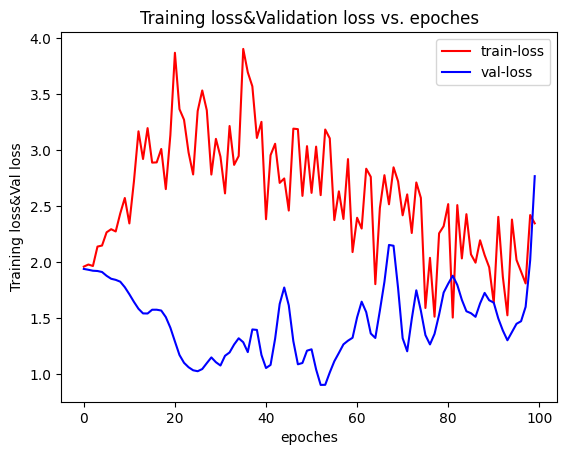 Training loss&Validation loss vs. epoches
Training loss&Val loss
4.0
3.5
3.0
2.5
2.0
1.5
1.0
train-loss
val-loss
0
20
40
60
80
100
epoches